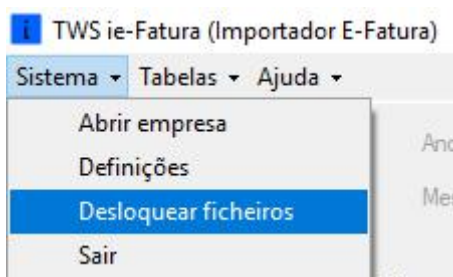 TWS ie-Fatura (Importador E-Fatura)
Sistema Tabelas Ajuda
Abrir empresa
Definições
Desloquear ficheiros
Sair